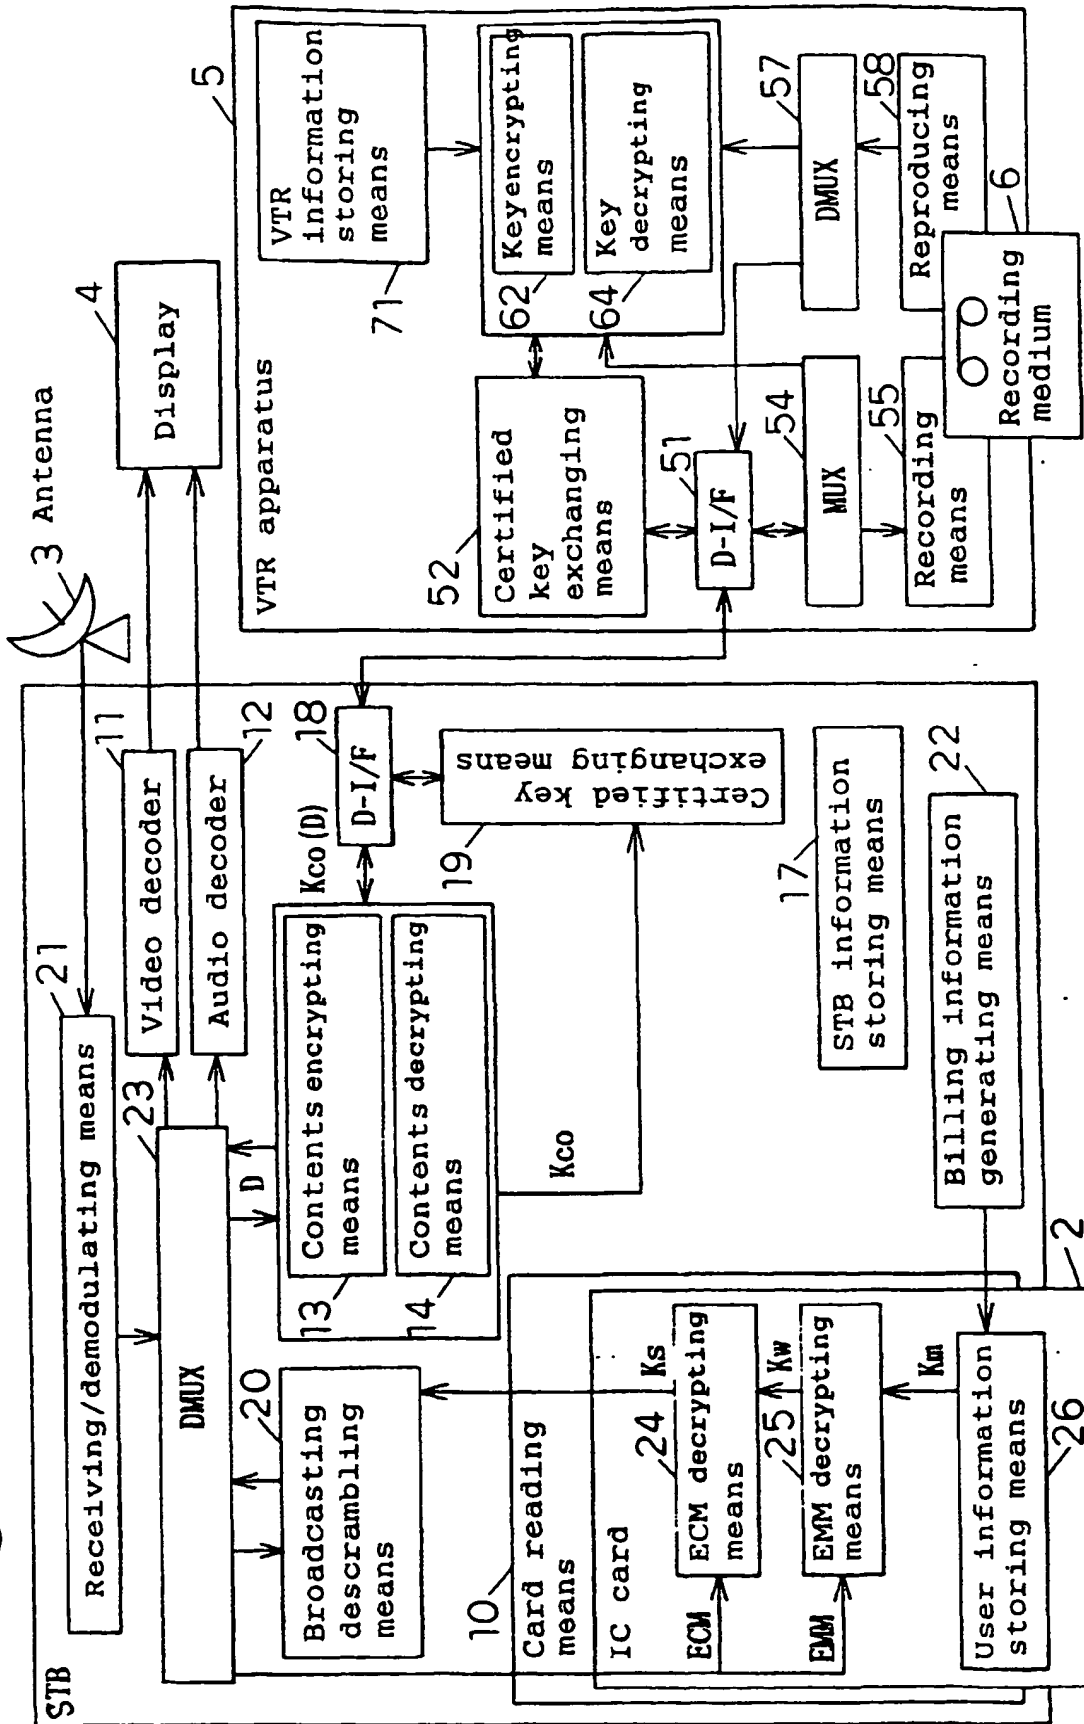 STB
Receiving/demodulating means
21
3 Antenna
DMUX
23
Video decoder
11
Audio decoder
12
4
Display
Broadcasting
descrambling
means
20
D
Contents encrypting
means
13
Contents decrypting
means
14
Kco(D)
D-I/F
18
Certified key
exchanging means
19
Kco
STB information
storing means
17
Billing information
generating means
22
10
Card reading
means
IC card
2
ECM
ECM decrypting
means
24
Ks
EMM
EMM decrypting
means
25
Kw
Km
User information
storing means
26
VTR apparatus
5
VTR
information
storing
means
71
Certified
key
exchanging
means
52
Keyencrypting
means
62
Key
decrypting
means
64
D-I/F
51
MUX
54
DMUX
57
Recording
means
55
Reproducing
means
58
Recording
medium
6